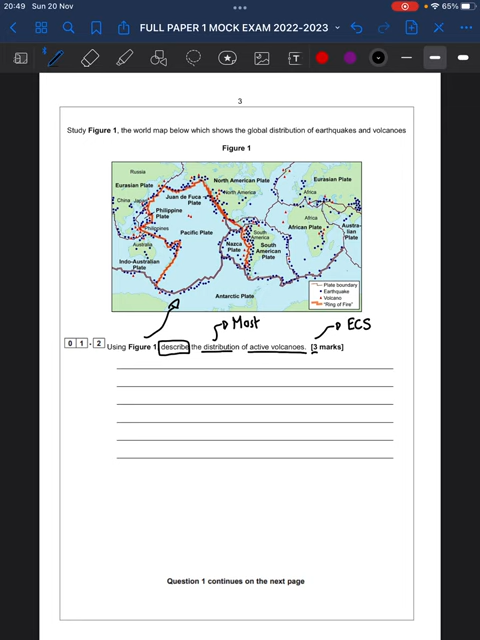 20:49 Sun 20 Nov
65%
FULL PAPER 1 MOCK EXAM 2022-2023
3
Study Figure 1, the world map below which shows the global distribution of earthquakes and volcanoes
Figure 1
Russia
Eurasian Plate
North American Plate
Eurasian Plate
North America
Africa
China
Japan
Juan de Fuca
Plate
Philippine
Plate
Philippines
Pacific Plate
South
America
Africa
African Plate
Austra-
lian
Plate
Australia
Nazca
Plate
South
American
Plate
Indo-Australian
Plate
Antarctic Plate
Plate boundary
Earthquake
Volcano
"Ring of Fire"
Most
ECS
0 1 . 2 Using Figure 1, describe the distribution of active volcanoes. [3 marks]
Question 1 continues on the next page